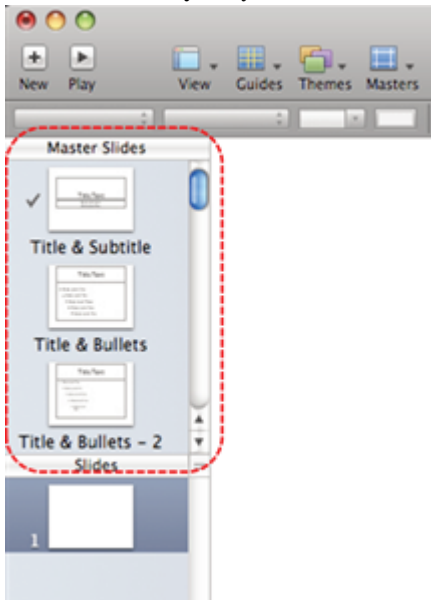 New Play View Guides Themes Masters
Master Slides
Title & Subtitle
Title & Bullets
Title & Bullets - 2
Slides
1